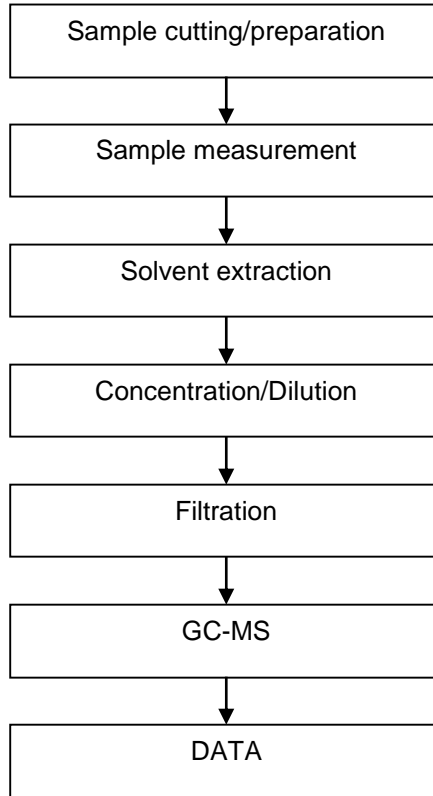 Sample cutting/preparation
Sample measurement
Solvent extraction
Concentration/Dilution
Filtration
GC-MS
DATA